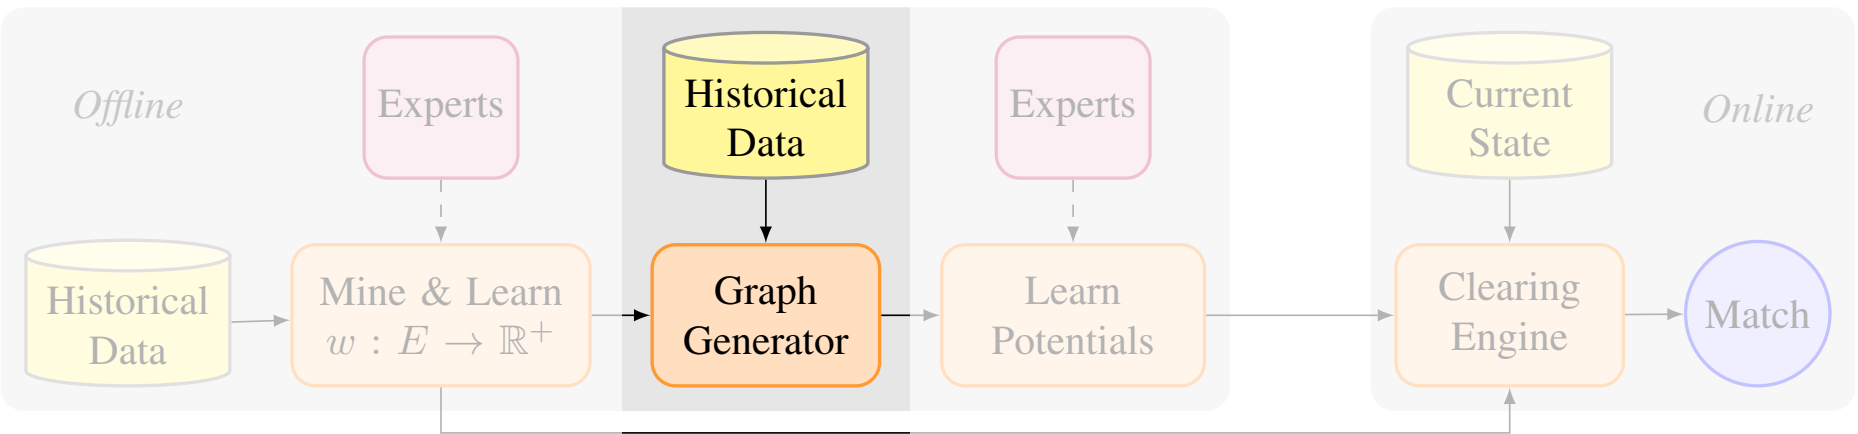 Offline
Experts
Historical
Data
Experts
Current
State
Online
Historical
Data
Mine & Learn
w : E → ℝ⁺
Graph
Generator
Learn
Potentials
Clearing
Engine
Match